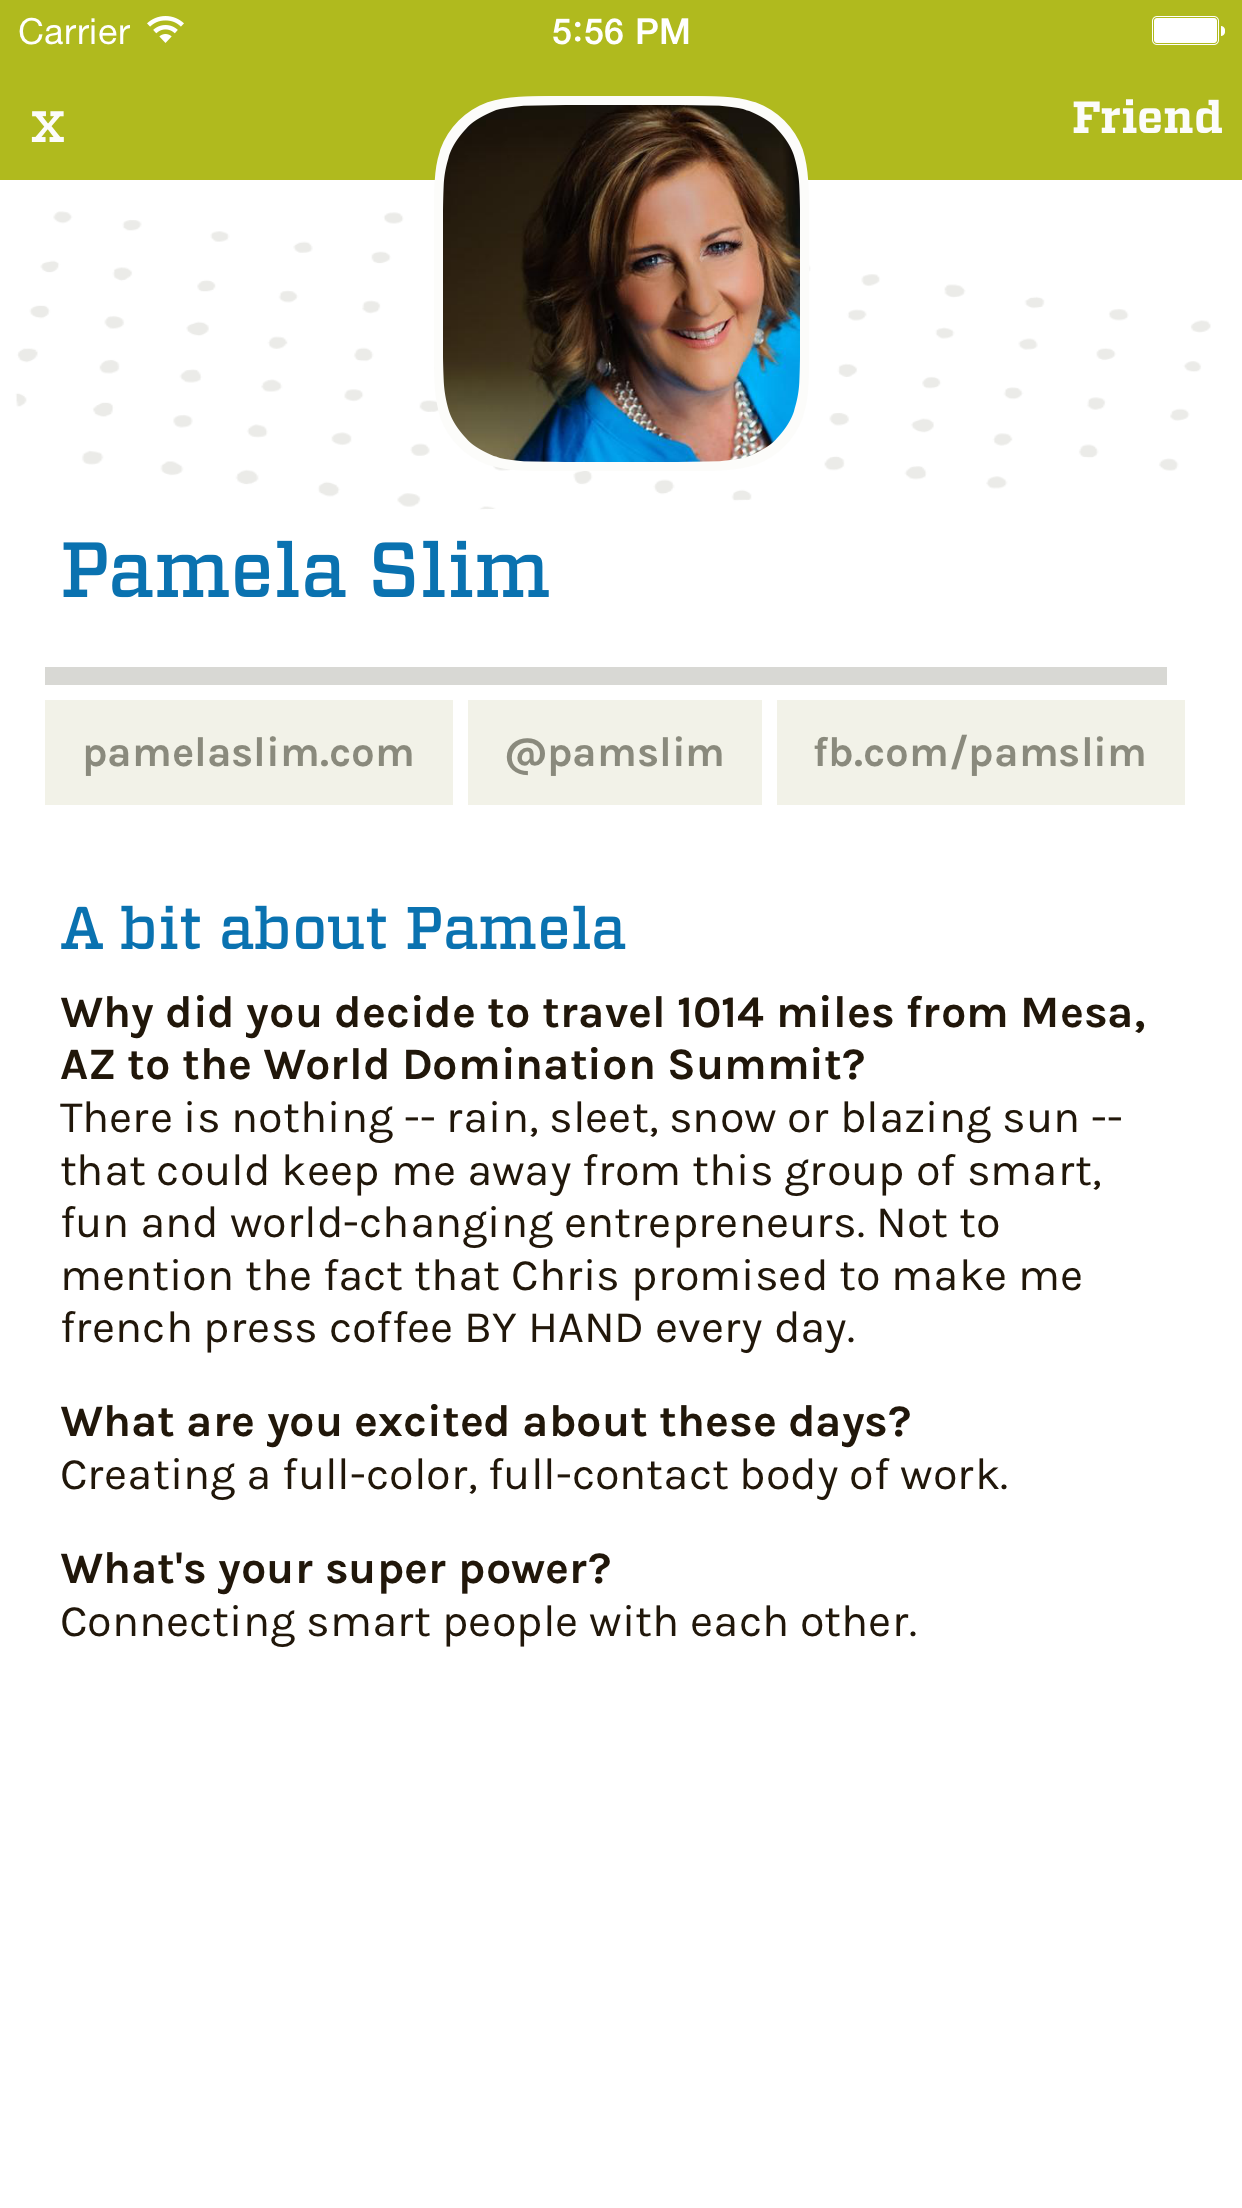 Carrier 5:56 PM
x Friend
Pamela Slim
pamelaslim.com @pamslim fb.com/pamslim
A bit about Pamela
Why did you decide to travel 1014 miles from Mesa,
AZ to the World Domination Summit?
There is nothing -- rain, sleet, snow or blazing sun --
that could keep me away from this group of smart,
fun and world-changing entrepreneurs. Not to
mention the fact that Chris promised to make me
french press coffee BY HAND every day.
What are you excited about these days?
Creating a full-color, full-contact body of work.
What's your super power?
Connecting smart people with each other.